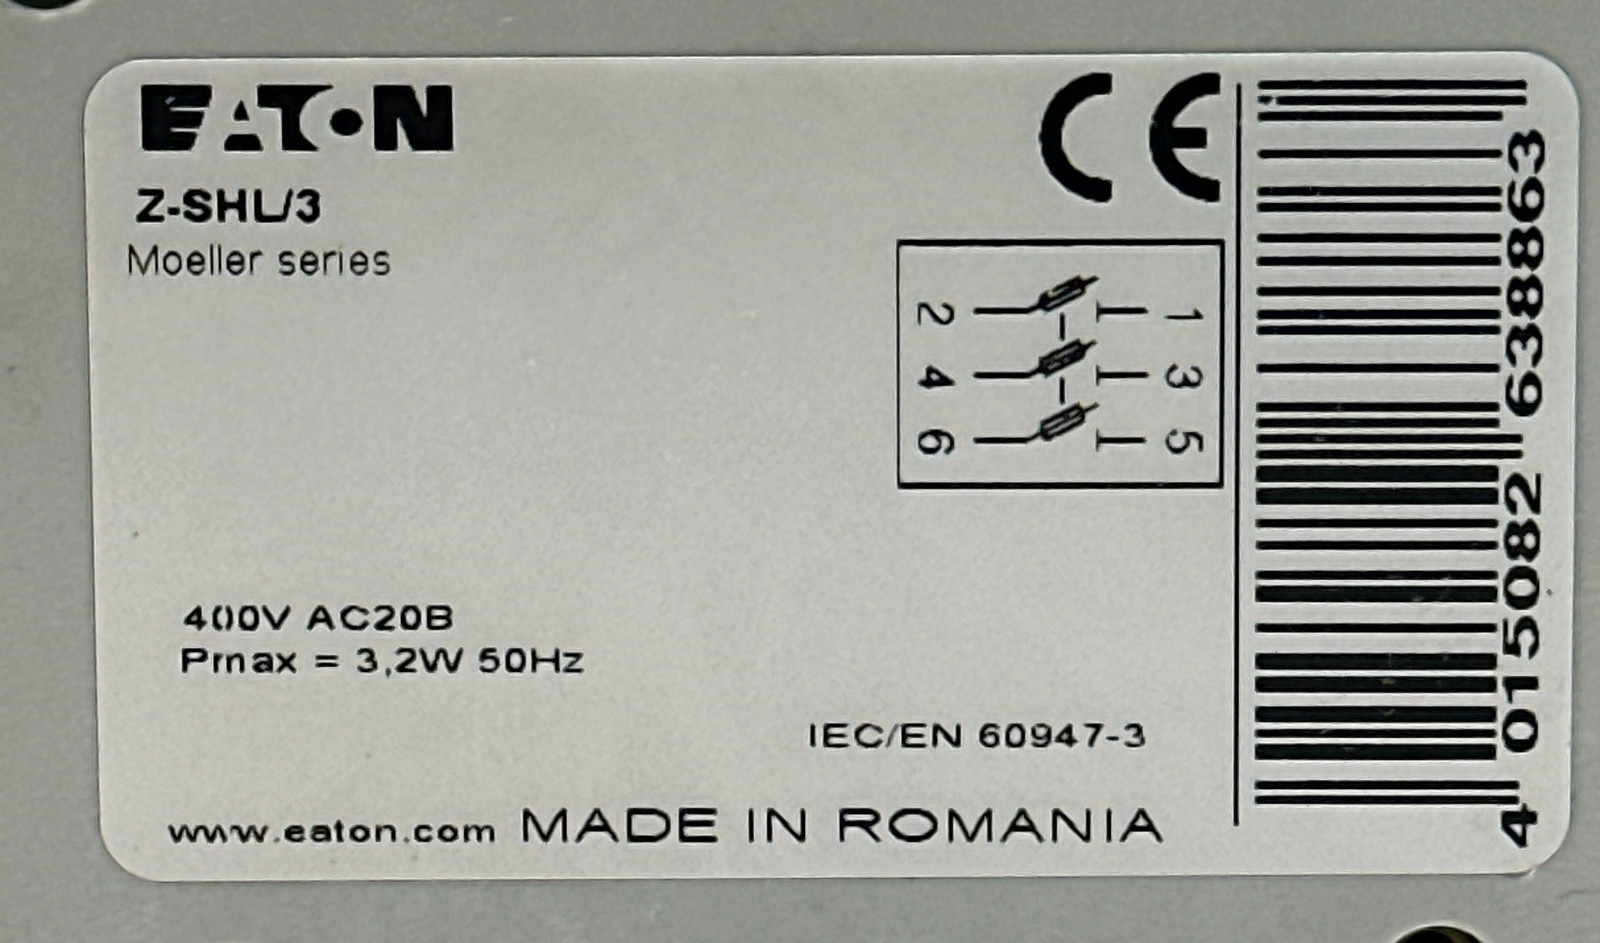 EATON
CE
Z-SHL/3
Moeller series
2 1
4 3
6 5
400V AC20B
Pmax = 3,2W 50Hz
IEC/EN 60947-3
www.eaton.com MADE IN ROMANIA
4 015082 638863